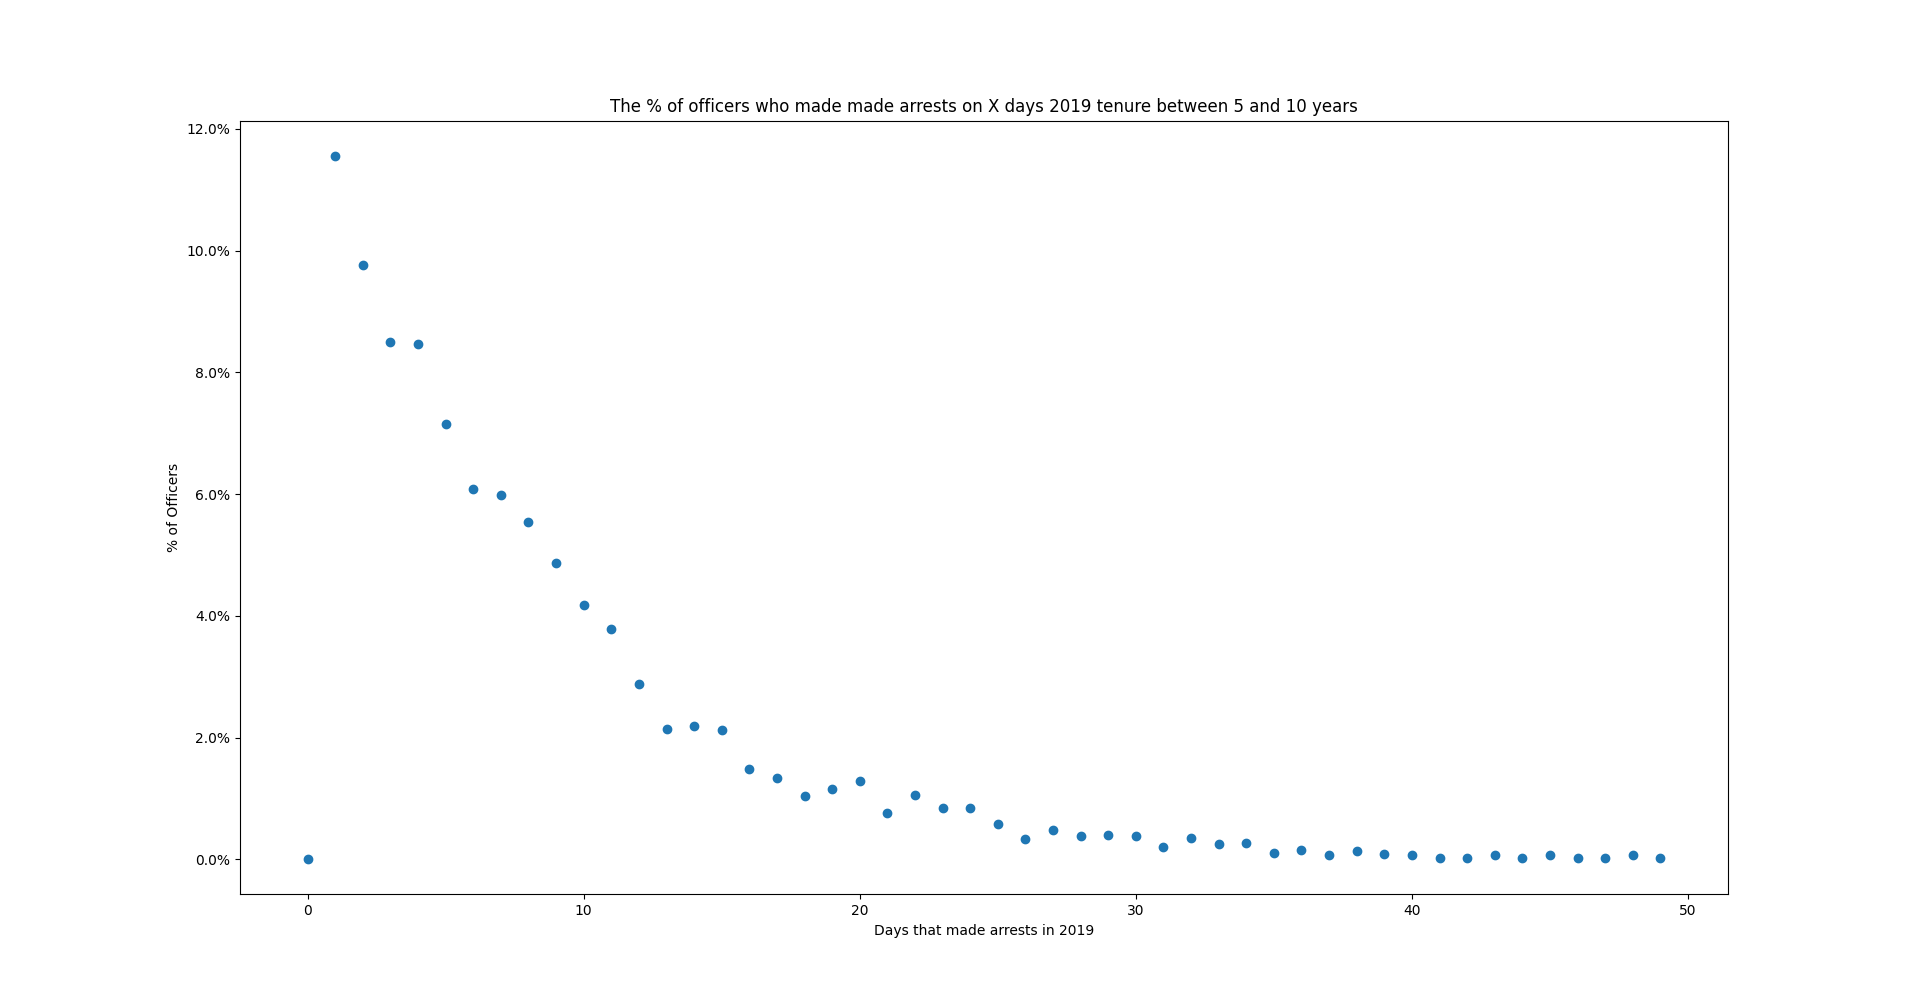 The % of officers who made made arrests on X days 2019 tenure between 5 and 10 years
12.0%
10.0%
8.0%
6.0%
4.0%
2.0%
0.0%
% of Officers
0 10 20 30 40 50
Days that made arrests in 2019